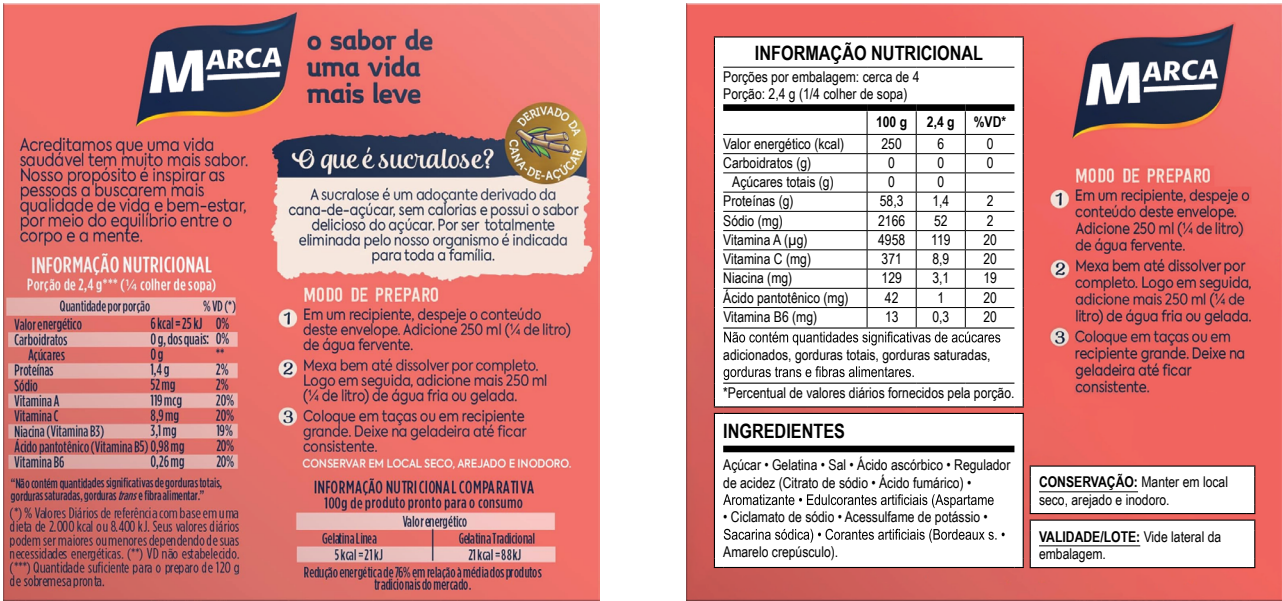 MARCA
o sabor de
uma vida
mais leve
Acreditamos que uma vida
saudável tem muito mais sabor.
Nosso propósito é inspirar as
pessoas a buscarem mais
qualidade de vida e bem-estar,
por meio do equilíbrio entre o
corpo e a mente.
DERIVADO DA
CANA-DE-AÇÚCAR
O que é sucralose?
A sucralose é um adoçante derivado da
cana-de-açúcar, sem calorias e possui o sabor
delicioso do açúcar. Por ser totalmente
eliminada pelo nosso organismo é indicada
para toda a família.
INFORMAÇÃO NUTRICIONAL
Porção de 2,4 g*** (¼ colher de sopa)
Quantidade por porção % VD (*)
Valor energético 6 kcal = 25 kJ 0%
Carboidratos 0 g, dos quais: 0%
Açúcares 0 g **
Proteínas 1,4 g 2%
Sódio 52 mg 2%
Vitamina A 119 mcg 20%
Vitamina C 8,9 mg 20%
Niacina (Vitamina B3) 3,1 mg 19%
Ácido pantotênico (Vitamina B5) 0,98 mg 20%
Vitamina B6 0,26 mg 20%
“Não contém quantidades significativas de gorduras totais,
gorduras saturadas, gorduras trans e fibra alimentar.”
(*) % Valores Diários de referência com base em uma
dieta de 2.000 kcal ou 8.400 kJ. Seus valores diários
podem ser maiores ou menores dependendo de suas
necessidades energéticas. (**) VD não estabelecido.
(***) Quantidade suficiente para o preparo de 120 g
de sobremesa pronta.
MODO DE PREPARO
1 Em um recipiente, despeje o conteúdo
deste envelope. Adicione 250 ml (¼ de litro)
de água fervente.
2 Mexa bem até dissolver por completo.
Logo em seguida, adicione mais 250 ml
(¼ de litro) de água fria ou gelada.
3 Coloque em taças ou em recipiente
grande. Deixe na geladeira até ficar
consistente.
CONSERVAR EM LOCAL SECO, AREJADO E INODORO.
INFORMAÇÃO NUTRICIONAL COMPARATIVA
100g de produto pronto para o consumo
Valor energético
Gelatina Linea Gelatina Tradicional
5 kcal = 21 kJ 21 kcal = 88 kJ
Redução energética de 76% em relação à média dos produtos
tradicionais do mercado.
INFORMAÇÃO NUTRICIONAL
Porções por embalagem: cerca de 4
Porção: 2,4 g (1/4 colher de sopa)
100 g 2,4 g %VD*
Valor energético (kcal) 250 6 0
Carboidratos (g) 0 0 0
Açúcares totais (g) 0 0
Proteínas (g) 58,3 1,4 2
Sódio (mg) 2166 52 2
Vitamina A (µg) 4958 119 20
Vitamina C (mg) 371 8,9 20
Niacina (mg) 129 3,1 19
Ácido pantotênico (mg) 42 1 20
Vitamina B6 (mg) 13 0,3 20
Não contém quantidades significativas de acúcares
adicionados, gorduras totais, gorduras saturadas,
gorduras trans e fibras alimentares.
*Percentual de valores diários fornecidos pela porção.
INGREDIENTES
Açúcar • Gelatina • Sal • Ácido ascórbico • Regulador
de acidez (Citrato de sódio • Ácido fumárico) •
Aromatizante • Edulcorantes artificiais (Aspartame
• Ciclamato de sódio • Acessulfame de potássio •
Sacarina sódica) • Corantes artificiais (Bordeaux s. •
Amarelo crepúsculo).
MARCA
MODO DE PREPARO
1 Em um recipiente, despeje o
conteúdo deste envelope.
Adicione 250 ml (¼ de litro)
de água fervente.
2 Mexa bem até dissolver por
completo. Logo em seguida,
adicione mais 250 ml (¼ de
litro) de água fria ou gelada.
3 Coloque em taças ou em
recipiente grande. Deixe na
geladeira até ficar
consistente.
CONSERVAÇÃO: Manter em local
seco, arejado e inodoro.
VALIDADE/LOTE: Vide lateral da
embalagem.